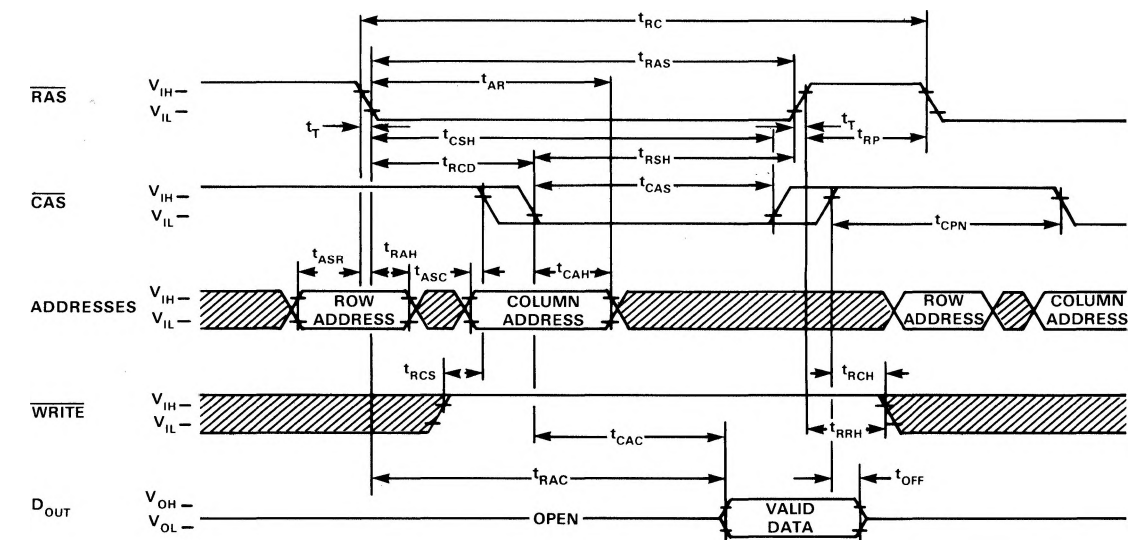 tRC
tRAS
tAR
RAS
VIH
VIL
tT
tT
tRP
tCSH
tRCD
tRSH
CAS
VIH
VIL
tCAS
tCPN
tASR
tRAH
tASC
tCAH
ADDRESSES
VIH
VIL
ROW
ADDRESS
COLUMN
ADDRESS
ROW
ADDRESS
COLUMN
ADDRESS
tRCS
tRCH
WRITE
VIH
VIL
tCAC
tRRH
tRAC
tOFF
DOUT
VOH
VOL
OPEN
VALID
DATA